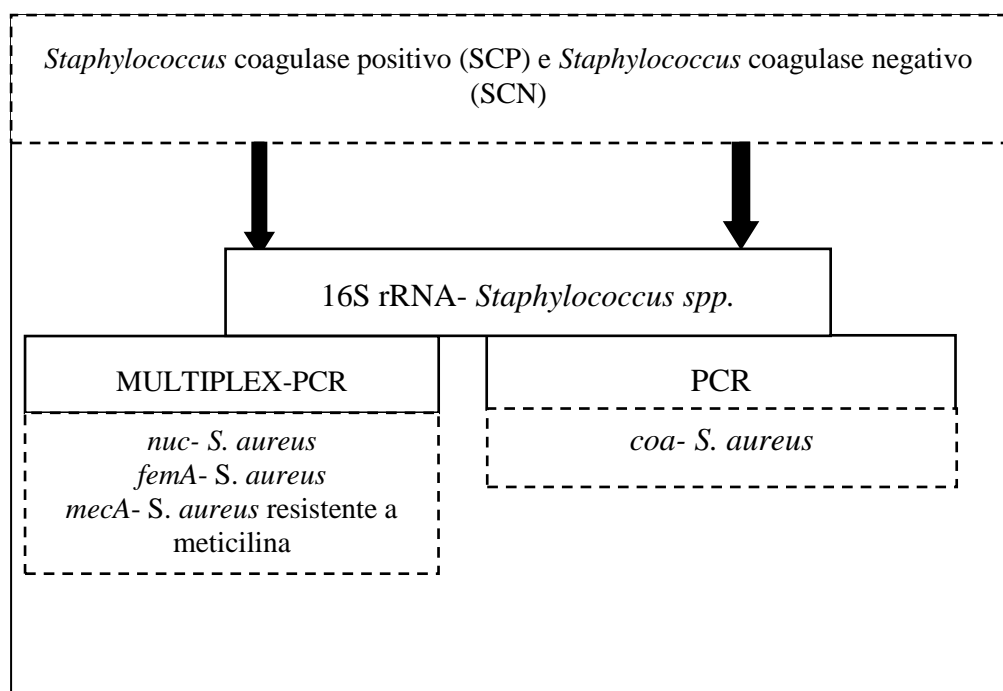 Staphylococcus coagulase positivo (SCP) e Staphylococcus coagulase negativo
(SCN)
16S rRNA- Staphylococcus spp.
MULTIPLEX-PCR
nuc- S. aureus
femA- S. aureus
mecA- S. aureus resistente a
meticilina
PCR
coa- S. aureus